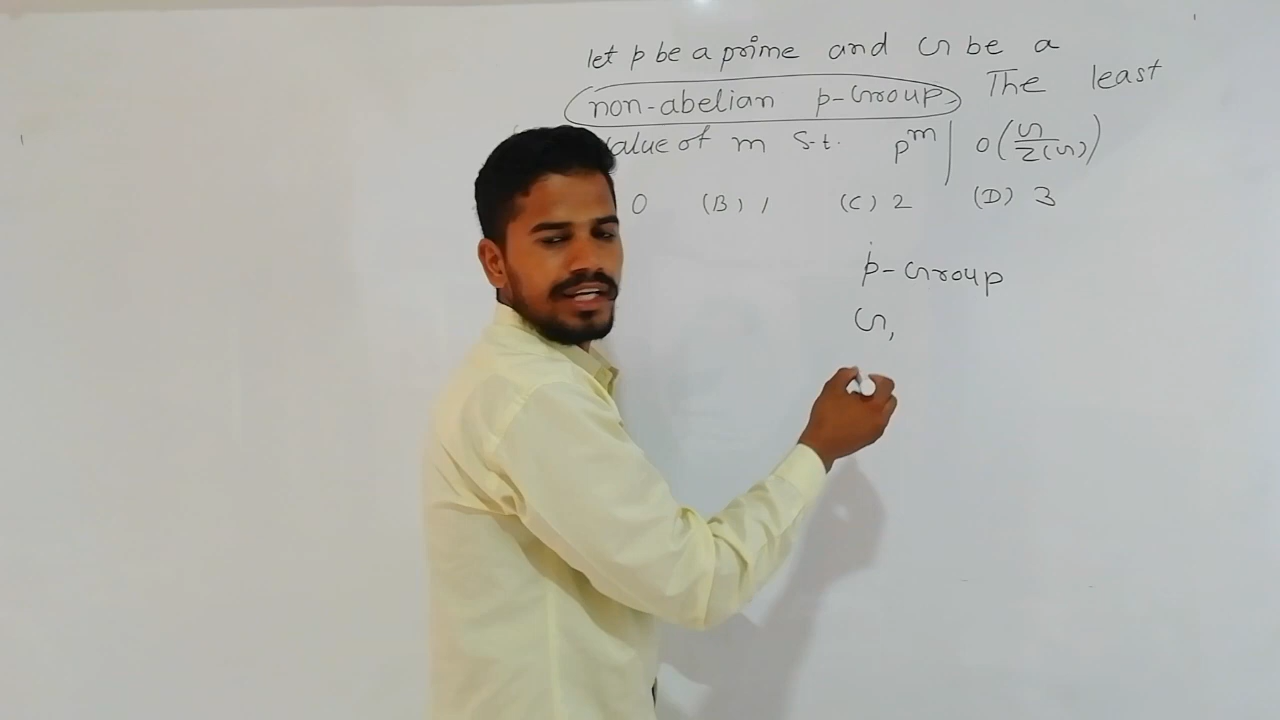 let p be a prime and G be a
non-abelian p-Group. The least
value of m s.t. p^m | o(G/Z(G))
0 (B) 1 (C) 2 (D) 3
p-Group
G,